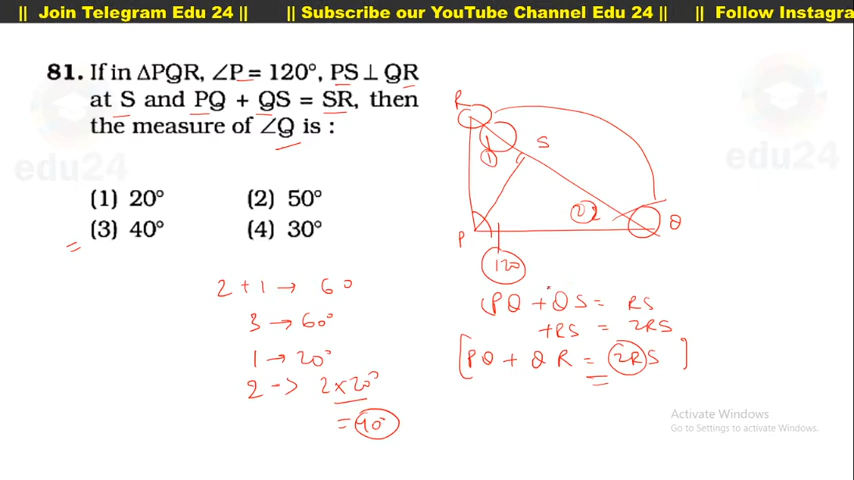 || Join Telegram Edu 24 || || Subscribe our YouTube Channel Edu 24 || || Follow Instagra
81. If in ΔPQR, ∠P = 120°, PS ⊥ QR
at S and PQ + QS = SR, then
the measure of ∠Q is :
(1) 20° (2) 50°
(3) 40° (4) 30°
edu24
edu24
R
S
1
2
P
Q
120
2 + 1 → 60
3 → 60°
1 → 20°
2 -> 2 × 20°
= 40°
PQ + QS = RS
+RS = 2RS
[PQ + QR = 2RS]
Activate Windows
Go to Settings to activate Windows.